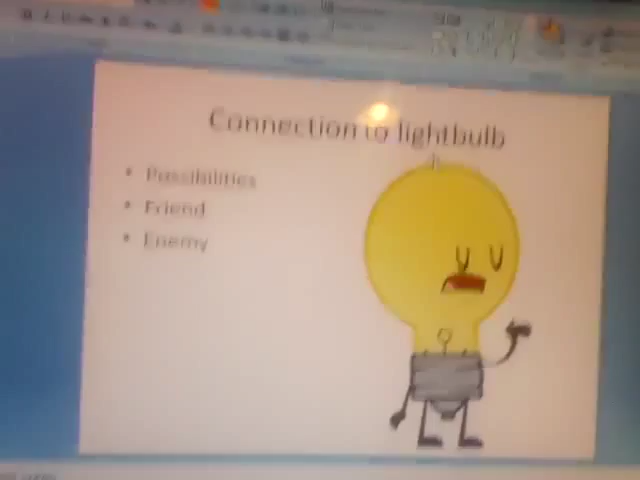 Connection to lightbulb
• Possibilities
• Friend
• Enemy